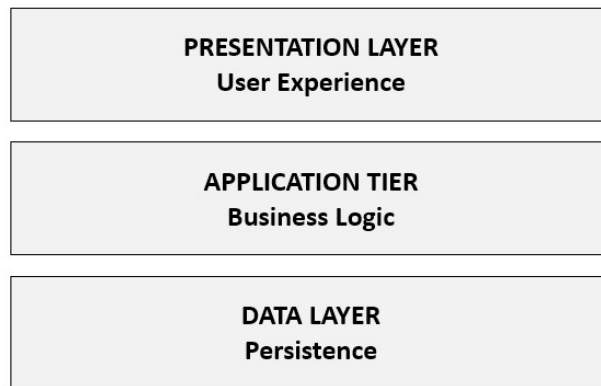 PRESENTATION LAYER
User Experience
APPLICATION TIER
Business Logic
DATA LAYER
Persistence